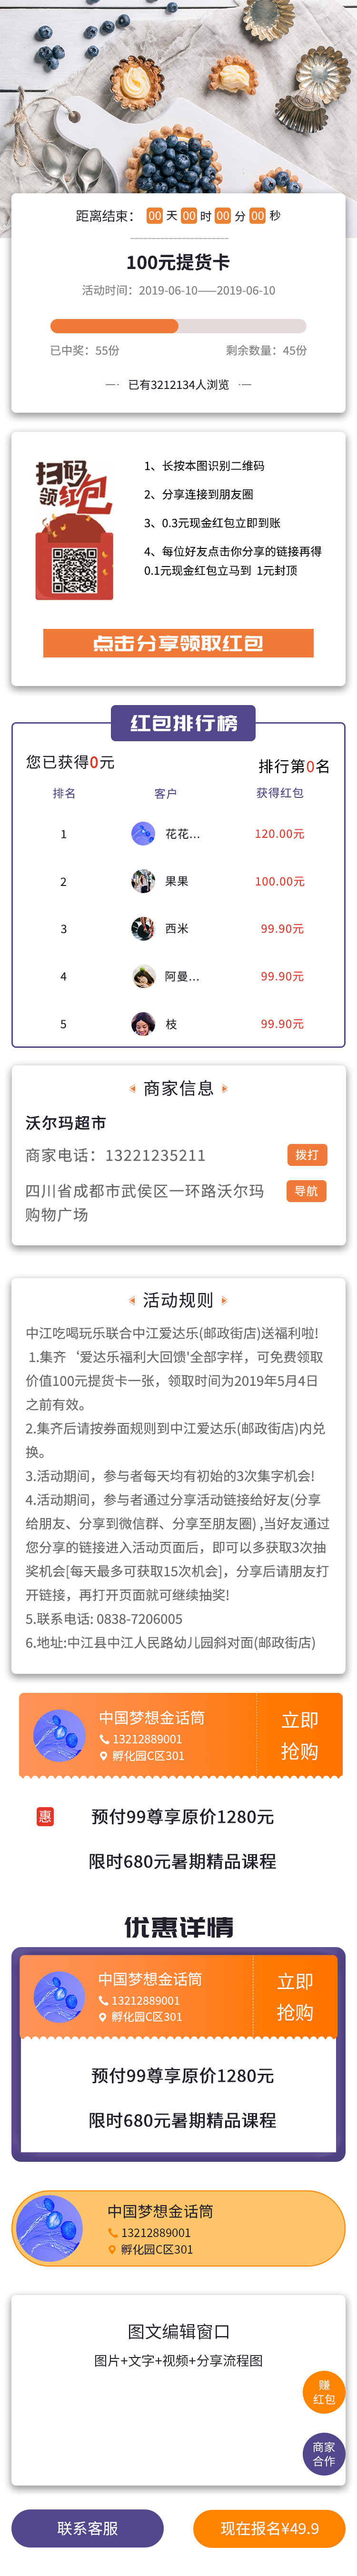 距离结束： 00 天 00 时 00 分 00 秒
100元提货卡
活动时间：2019-06-10——2019-06-10
已中奖：55份 剩余数量：45份
已有3212134人浏览
扫码
领红包
1、长按本图识别二维码
2、分享连接到朋友圈
3、0.3元现金红包立即到账
4、每位好友点击你分享的链接再得
0.1元现金红包立马到 1元封顶
点击分享领取红包
红包排行榜
您已获得0元
排行第0名
排名 客户 获得红包
1 花花... 120.00元
2 果果 100.00元
3 西米 99.90元
4 阿曼... 99.90元
5 枝 99.90元
商家信息
沃尔玛超市
商家电话：13221235211 拨打
四川省成都市武侯区一环路沃尔玛 导航
购物广场
活动规则
中江吃喝玩乐联合中江爱达乐(邮政街店)送福利啦!
1.集齐‘爱达乐福利大回馈'全部字样，可免费领取
价值100元提货卡一张，领取时间为2019年5月4日
之前有效。
2.集齐后请按券面规则到中江爱达乐(邮政街店)内兑
换。
3.活动期间，参与者每天均有初始的3次集字机会!
4.活动期间，参与者通过分享活动链接给好友(分享
给朋友、分享到微信群、分享至朋友圈) ,当好友通过
您分享的链接进入活动页面后，即可以多获取3次抽
奖机会[每天最多可获取15次机会]，分享后请朋友打
开链接，再打开页面就可继续抽奖!
5.联系电话: 0838-7206005
6.地址:中江县中江人民路幼儿园斜对面(邮政街店)
中国梦想金话筒
13212889001
孵化园C区301
立即
抢购
惠 预付99尊享原价1280元
限时680元暑期精品课程
优惠详情
中国梦想金话筒
13212889001
孵化园C区301
立即
抢购
预付99尊享原价1280元
限时680元暑期精品课程
中国梦想金话筒
13212889001
孵化园C区301
图文编辑窗口
图片+文字+视频+分享流程图
赚
红包
商家
合作
联系客服 现在报名¥49.9